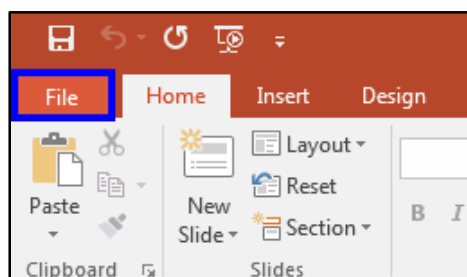 File Home Insert Design
Layout
Reset
Paste New
Slide Section B I
Clipboard Slides